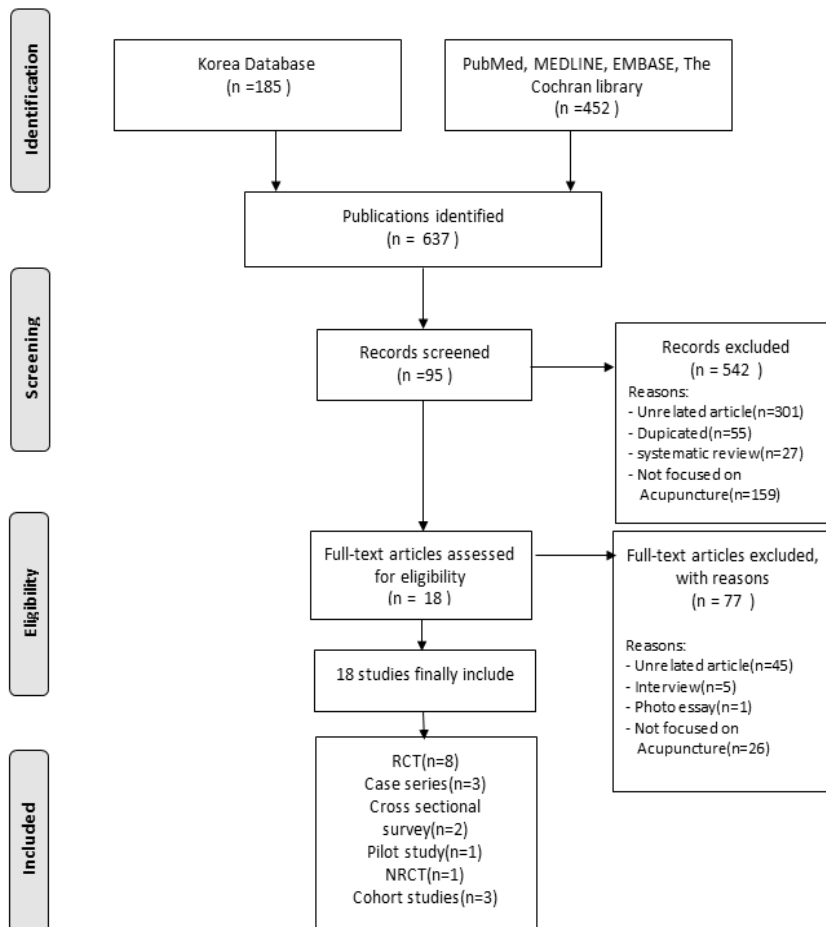 Identification
Korea Database
(n =185 )
PubMed, MEDLINE, EMBASE, The
Cochran library
(n =452 )
Publications identified
(n = 637 )
Screening
Records screened
(n =95 )
Records excluded
(n = 542 )
Reasons:
- Unrelated article(n=301)
- Dupicated(n=55)
- systematic review(n=27)
- Not focused on
Acupuncture(n=159)
Eligibility
Full-text articles assessed
for eligibility
(n = 18 )
Full-text articles excluded,
with reasons
(n = 77 )
Reasons:
- Unrelated article(n=45)
- Interview(n=5)
- Photo essay(n=1)
- Not focused on
Acupuncture(n=26)
18 studies finally include
Included
RCT(n=8)
Case series(n=3)
Cross sectional
survey(n=2)
Pilot study(n=1)
NRCT(n=1)
Cohort studies(n=3)